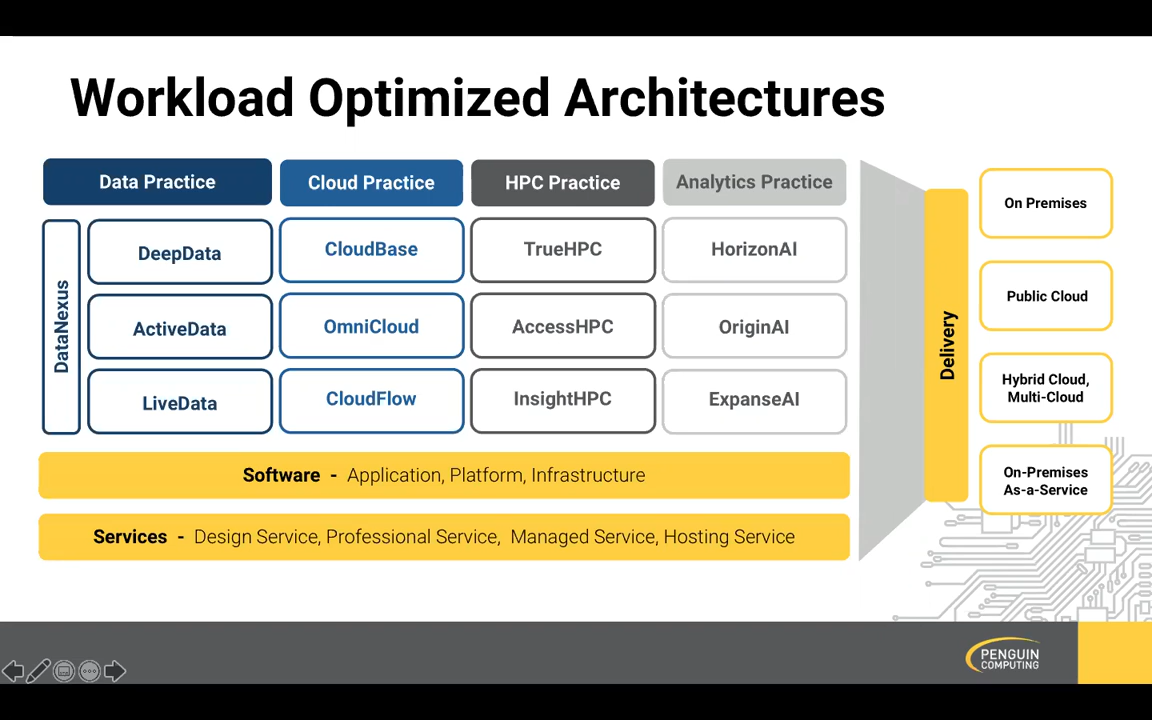 Workload Optimized Architectures
Data Practice
Cloud Practice
HPC Practice
Analytics Practice
DataNexus
DeepData
CloudBase
TrueHPC
HorizonAI
ActiveData
OmniCloud
AccessHPC
OriginAI
LiveData
CloudFlow
InsightHPC
ExpanseAI
Software - Application, Platform, Infrastructure
Services - Design Service, Professional Service, Managed Service, Hosting Service
Delivery
On Premises
Public Cloud
Hybrid Cloud,
Multi-Cloud
On-Premises
As-a-Service
PENGUIN
COMPUTING